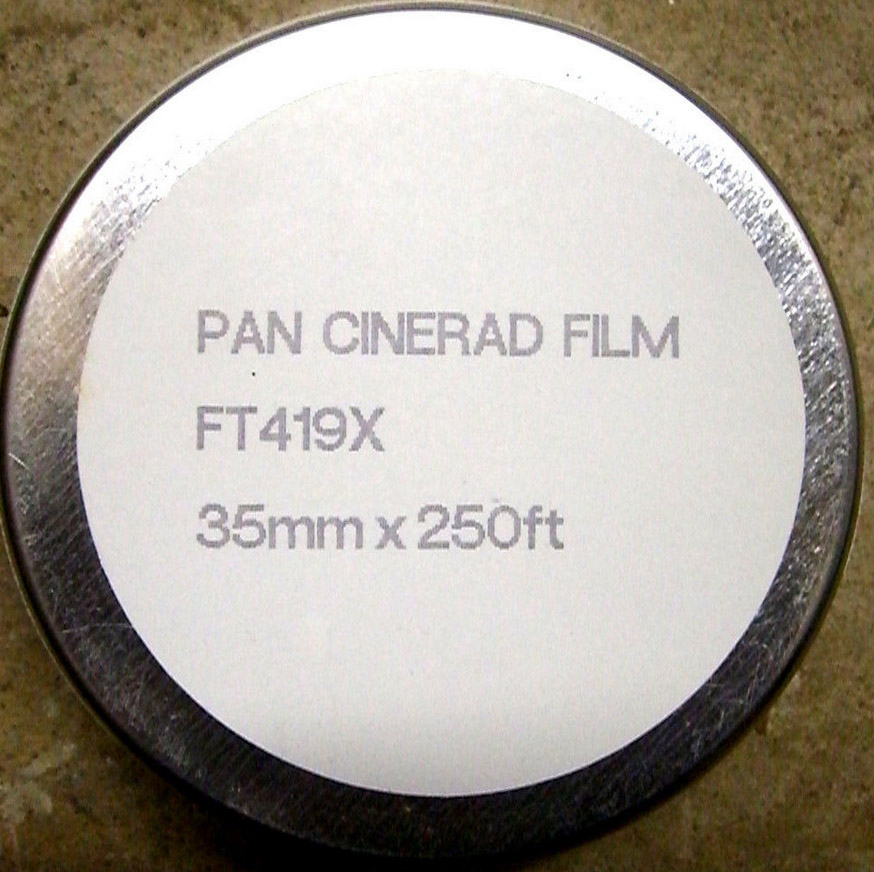 PAN CINERAD FILM
FT419X
35mm x 250ft